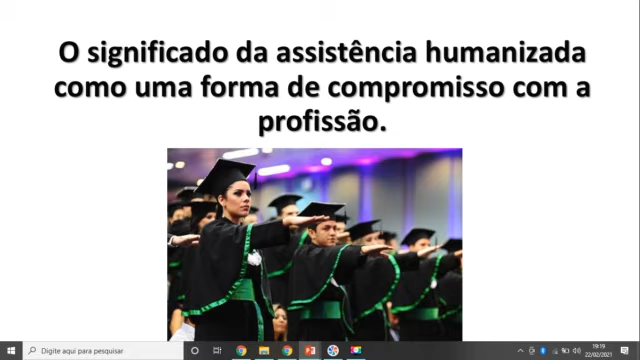 O significado da assistência humanizada
como uma forma de compromisso com a
profissão.
Digite aqui para pesquisar
19:19
22/02/2021